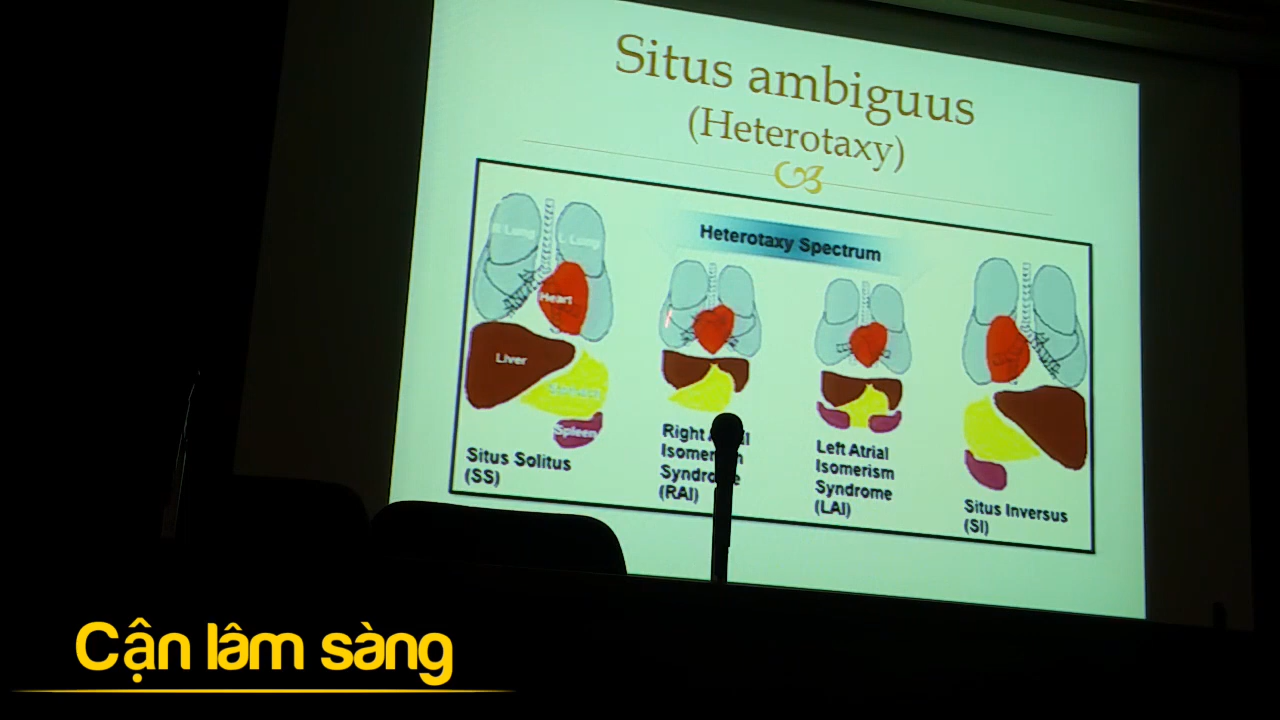 Situs ambiguus
(Heterotaxy)
Heterotaxy Spectrum
R Lung
L Lung
Heart
Liver
Spleen
Situs Solitus
(SS)
Right
Isomerism
Syndrome
(RAI)
Left Atrial
Isomerism
Syndrome
(LAI)
Situs Inversus
(SI)
Cận lâm sàng